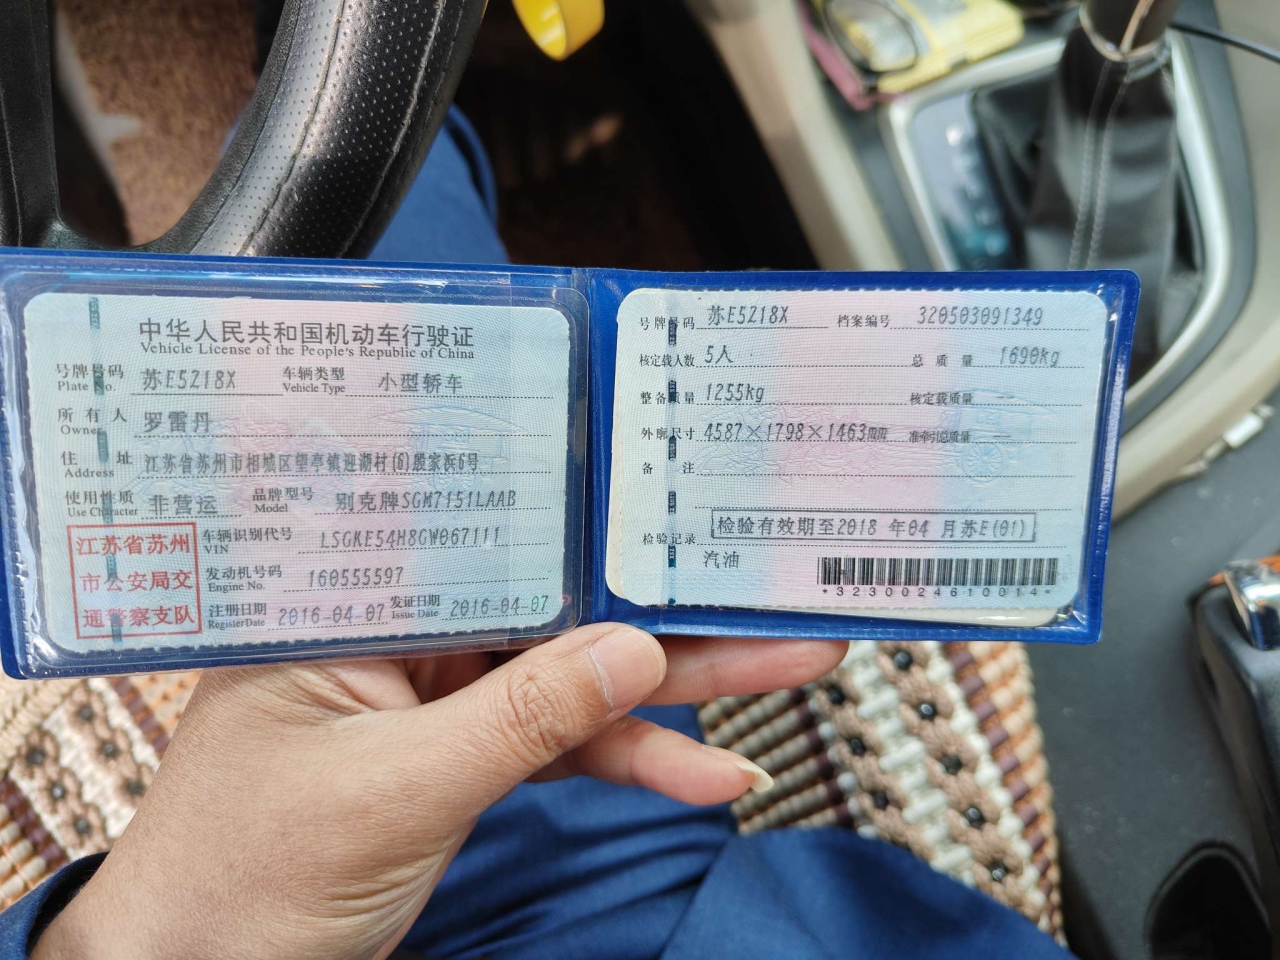 中华人民共和国机动车行驶证
Vehicle License of the People's Republic of China
号牌号码 Plate No. 苏E5Z18X 车辆类型 Vehicle Type 小型轿车
所有人 Owner 罗雷丹
住址 Address 江苏省苏州市相城区望亭镇迎湖村(6)殷家浜6号
使用性质 Use Character 非营运 品牌型号 Model 别克牌SGM7151LAAB
江苏省苏州
市公安局交
通警察支队
车辆识别代号 VIN LSGKE54H8GW067111
发动机号码 Engine No. 160555597
注册日期 Register Date 2016-04-07 发证日期 Issue Date 2016-04-07
号牌号码 苏E5Z18X 档案编号 320503091349
核定载人数 5人 总质量 1690kg
整备质量 1255kg 核定载质量 --
外廓尺寸 4587×1798×1463mm 准牵引总质量 --
备注
检验记录 检验有效期至2018 年04 月苏E(01)
汽油
*3230024610014*